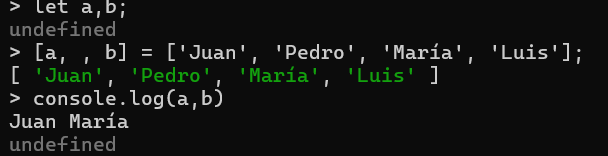 > let a,b;
undefined
> [a, , b] = ['Juan', 'Pedro', 'María', 'Luis'];
[ 'Juan', 'Pedro', 'María', 'Luis' ]
> console.log(a,b)
Juan María
undefined